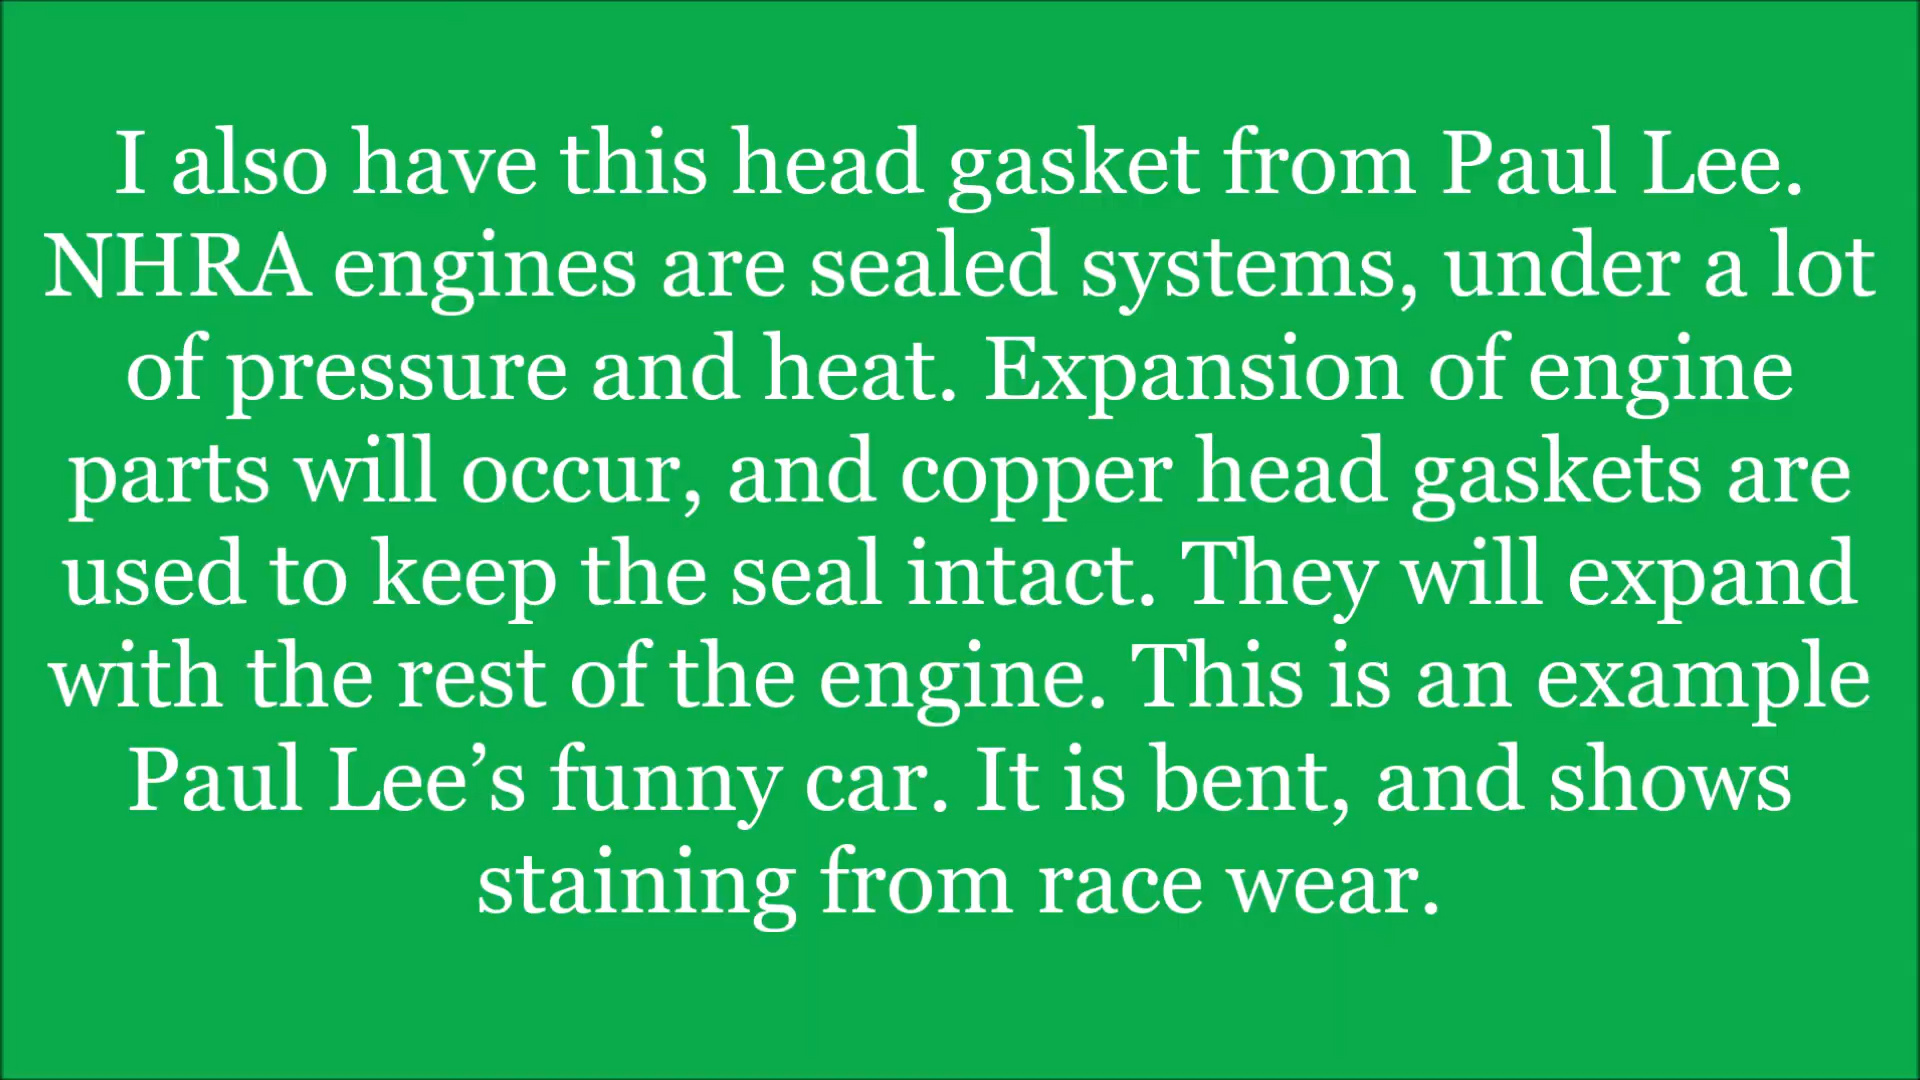 I also have this head gasket from Paul Lee.
NHRA engines are sealed systems, under a lot
of pressure and heat. Expansion of engine
parts will occur, and copper head gaskets are
used to keep the seal intact. They will expand
with the rest of the engine. This is an example
Paul Lee’s funny car. It is bent, and shows
staining from race wear.